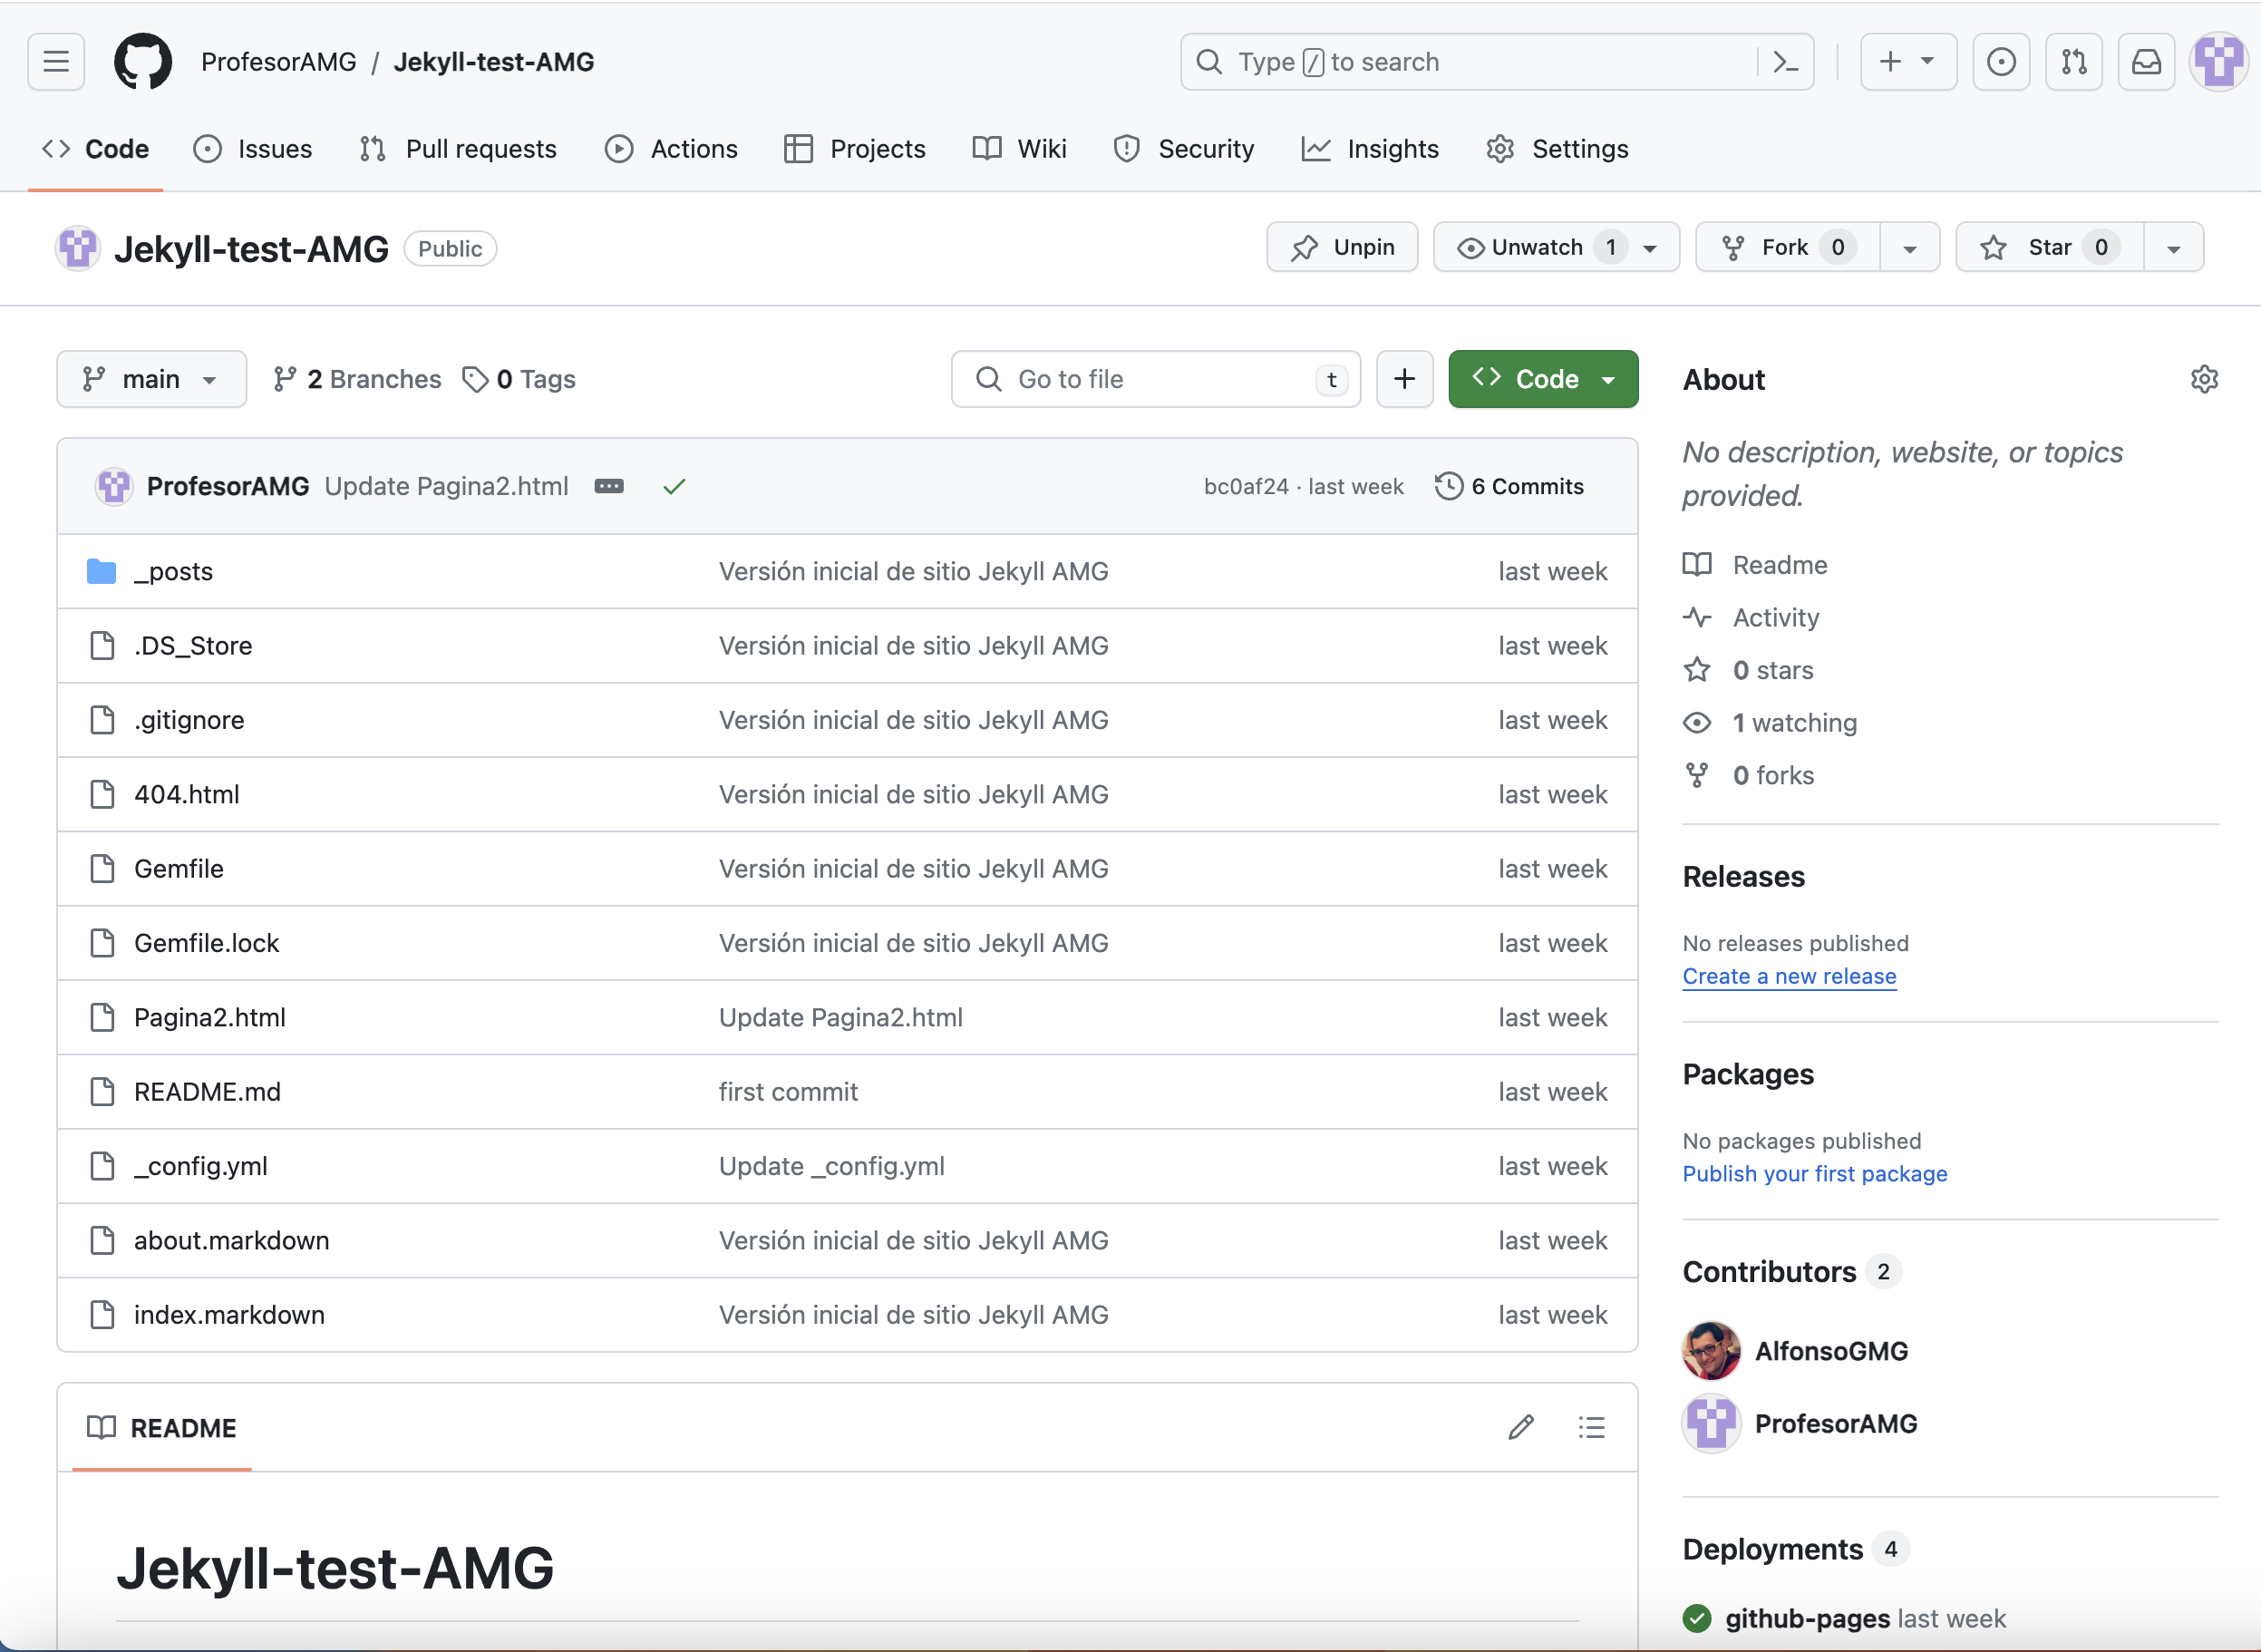 ProfesorAMG / Jekyll-test-AMG
Type / to search
Code Issues Pull requests Actions Projects Wiki Security Insights Settings
Jekyll-test-AMG Public
Unpin Unwatch 1 Fork 0 Star 0
main 2 Branches 0 Tags
Go to file t
Code
ProfesorAMG Update Pagina2.html bc0af24 · last week 6 Commits
_posts Versión inicial de sitio Jekyll AMG last week
.DS_Store Versión inicial de sitio Jekyll AMG last week
.gitignore Versión inicial de sitio Jekyll AMG last week
404.html Versión inicial de sitio Jekyll AMG last week
Gemfile Versión inicial de sitio Jekyll AMG last week
Gemfile.lock Versión inicial de sitio Jekyll AMG last week
Pagina2.html Update Pagina2.html last week
README.md first commit last week
_config.yml Update _config.yml last week
about.markdown Versión inicial de sitio Jekyll AMG last week
index.markdown Versión inicial de sitio Jekyll AMG last week
README
Jekyll-test-AMG
About
No description, website, or topics
provided.
Readme
Activity
0 stars
1 watching
0 forks
Releases
No releases published
Create a new release
Packages
No packages published
Publish your first package
Contributors 2
AlfonsoGMG
ProfesorAMG
Deployments 4
github-pages last week